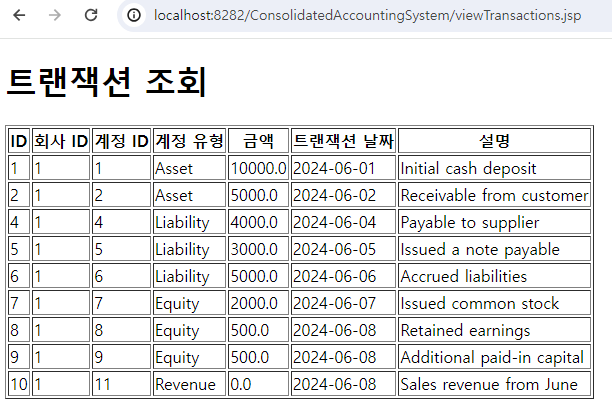 localhost:8282/ConsolidatedAccountingSystem/viewTransactions.jsp
트랜잭션 조회
ID 회사 ID 계정 ID 계정 유형 금액 트랜잭션 날짜 설명
1 1 1 Asset 10000.0 2024-06-01 Initial cash deposit
2 1 2 Asset 5000.0 2024-06-02 Receivable from customer
4 1 4 Liability 4000.0 2024-06-04 Payable to supplier
5 1 5 Liability 3000.0 2024-06-05 Issued a note payable
6 1 6 Liability 5000.0 2024-06-06 Accrued liabilities
7 1 7 Equity 2000.0 2024-06-07 Issued common stock
8 1 8 Equity 500.0 2024-06-08 Retained earnings
9 1 9 Equity 500.0 2024-06-08 Additional paid-in capital
10 1 11 Revenue 0.0 2024-06-08 Sales revenue from June